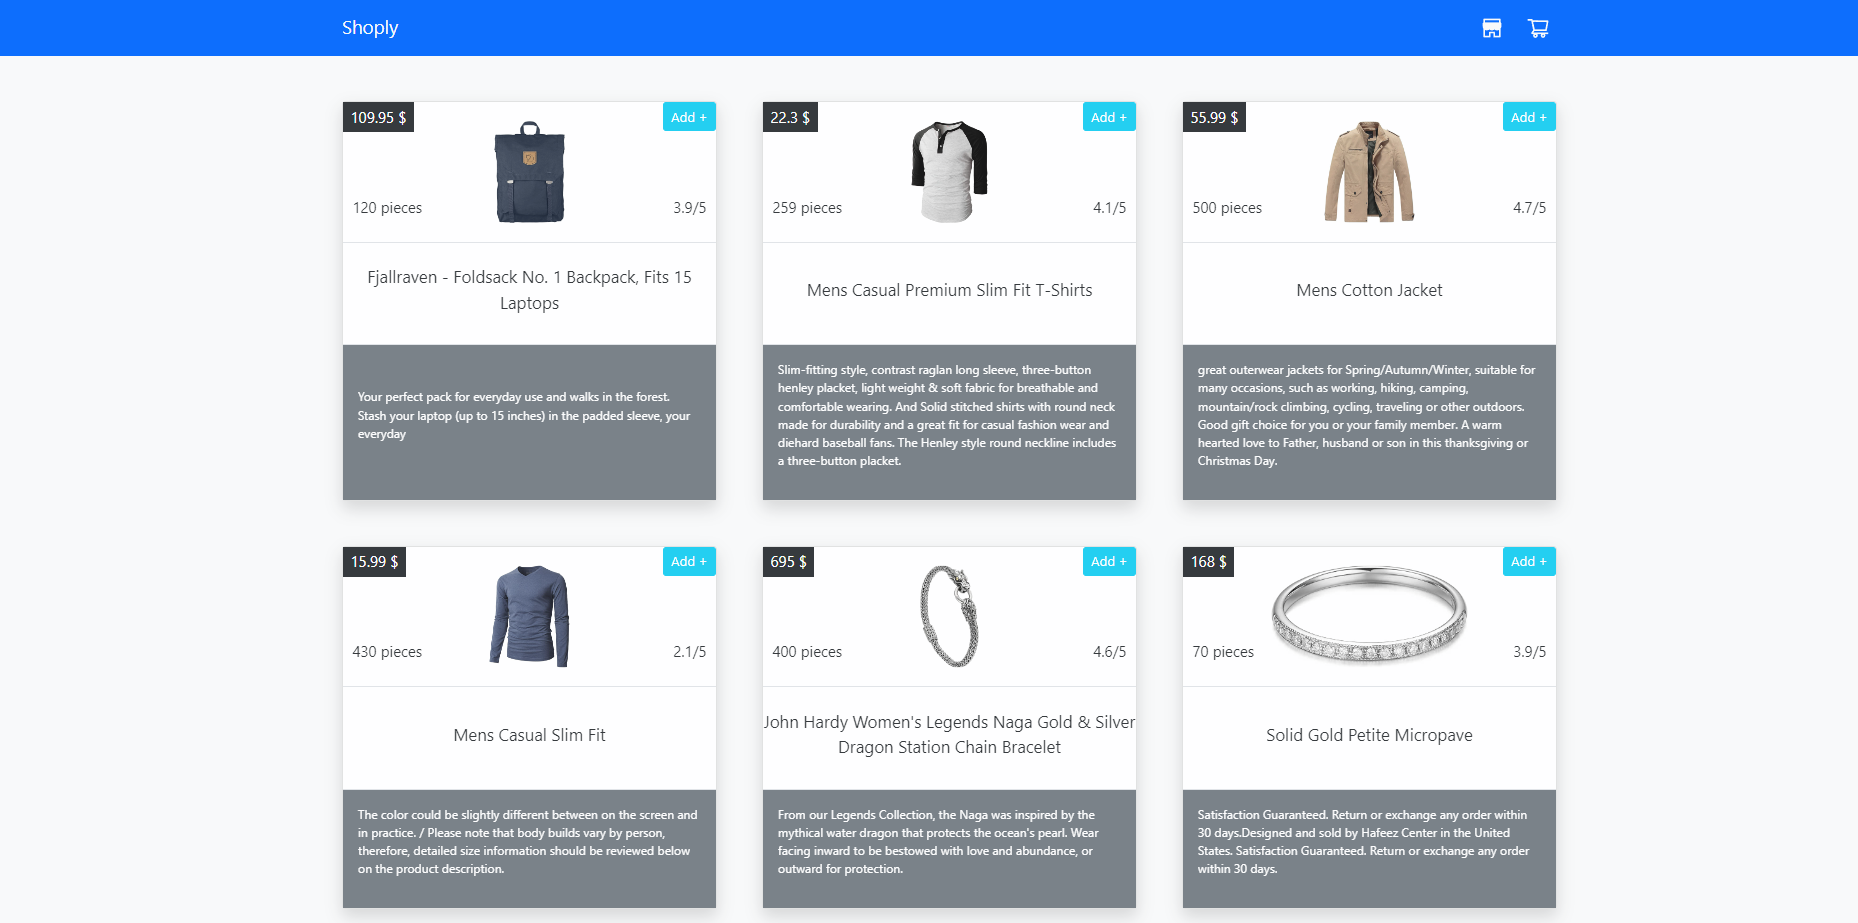 Shoply
109.95 $
Add +
120 pieces
3.9/5
Fjallraven - Foldsack No. 1 Backpack, Fits 15
Laptops
Your perfect pack for everyday use and walks in the forest.
Stash your laptop (up to 15 inches) in the padded sleeve, your
everyday
22.3 $
Add +
259 pieces
4.1/5
Mens Casual Premium Slim Fit T-Shirts
Slim-fitting style, contrast raglan long sleeve, three-button
henley placket, light weight & soft fabric for breathable and
comfortable wearing. And Solid stitched shirts with round neck
made for durability and a great fit for casual fashion wear and
diehard baseball fans. The Henley style round neckline includes
a three-button placket.
55.99 $
Add +
500 pieces
4.7/5
Mens Cotton Jacket
great outerwear jackets for Spring/Autumn/Winter, suitable for
many occasions, such as working, hiking, camping,
mountain/rock climbing, cycling, traveling or other outdoors.
Good gift choice for you or your family member. A warm
hearted love to Father, husband or son in this thanksgiving or
Christmas Day.
15.99 $
Add +
430 pieces
2.1/5
Mens Casual Slim Fit
The color could be slightly different between on the screen and
in practice. / Please note that body builds vary by person,
therefore, detailed size information should be reviewed below
on the product description.
695 $
Add +
400 pieces
4.6/5
John Hardy Women's Legends Naga Gold & Silver
Dragon Station Chain Bracelet
From our Legends Collection, the Naga was inspired by the
mythical water dragon that protects the ocean's pearl. Wear
facing inward to be bestowed with love and abundance, or
outward for protection.
168 $
Add +
70 pieces
3.9/5
Solid Gold Petite Micropave
Satisfaction Guaranteed. Return or exchange any order within
30 days.Designed and sold by Hafeez Center in the United
States. Satisfaction Guaranteed. Return or exchange any order
within 30 days.